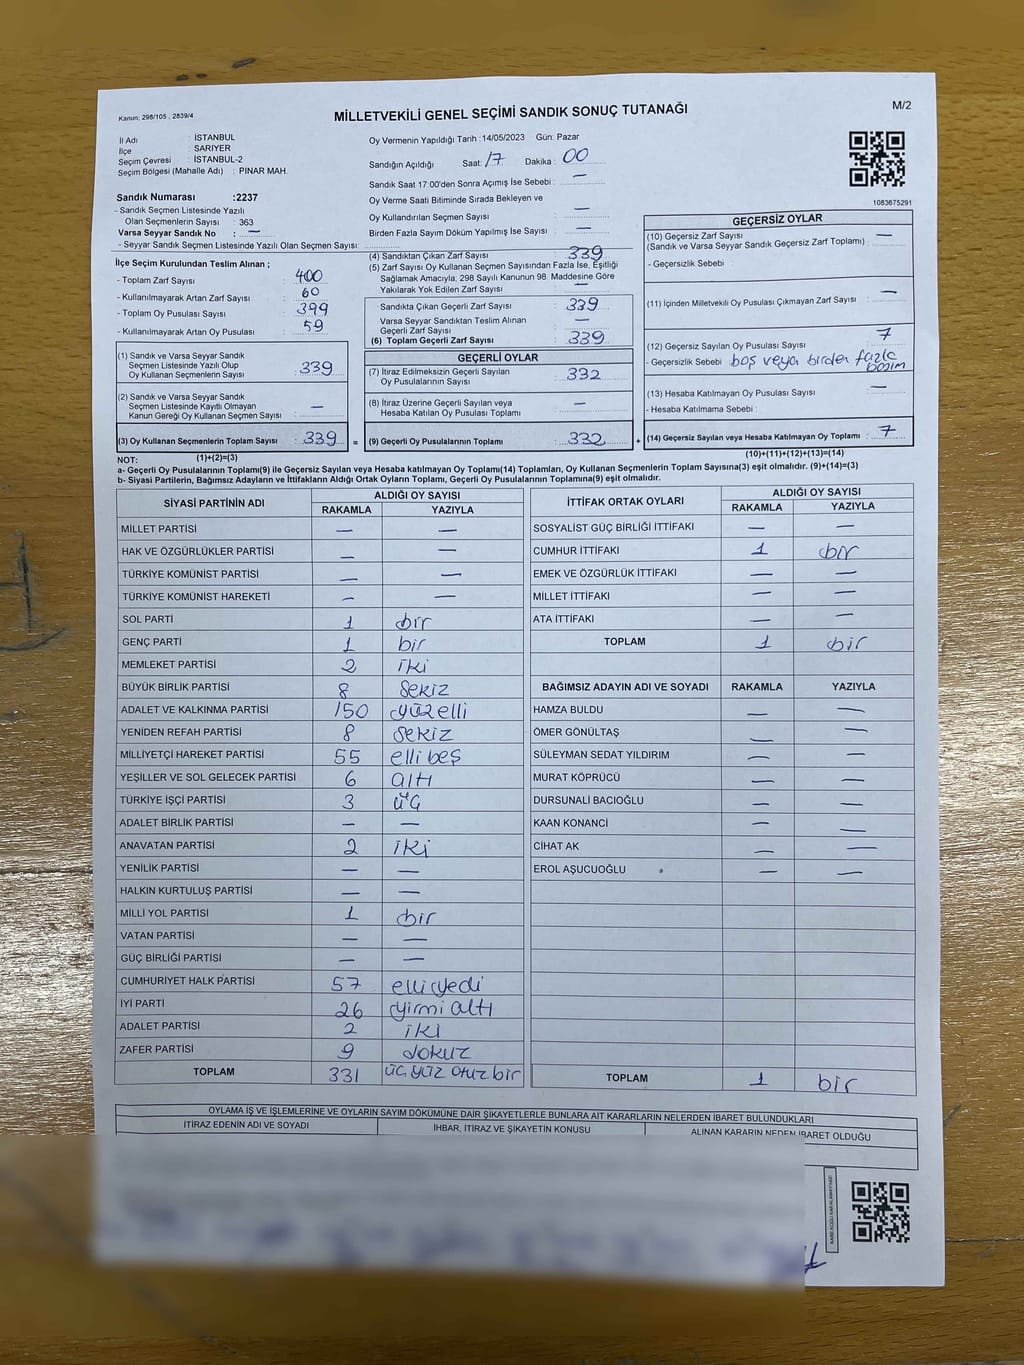 Kanun: 298/105 , 2839/4
MİLLETVEKİLİ GENEL SEÇİMİ SANDIK SONUÇ TUTANAĞI
M/2
İl Adı : İSTANBUL
İlçe : SARIYER
Seçim Çevresi : İSTANBUL-2
Seçim Bölgesi (Mahalle Adı) : PINAR MAH.
Oy Vermenin Yapıldığı Tarih : 14/05/2023 Gün: Pazar
Sandığın Açıldığı Saat: 17 Dakika : 00
Sandık Saat 17:00'den Sonra Açımış İse Sebebi : —
Oy Verme Saati Bitiminde Sırada Bekleyen ve
Oy Kullandırılan Seçmen Sayısı : —
Birden Fazla Sayım Döküm Yapılmış İse Sayısı : —
1083675291
Sandık Numarası :2237
- Sandık Seçmen Listesinde Yazılı
Olan Seçmenlerin Sayısı : 363
Varsa Seyyar Sandık No : —
- Seyyar Sandık Seçmen Listesinde Yazılı Olan Seçmen Sayısı:
İlçe Seçim Kurulundan Teslim Alınan ;
- Toplam Zarf Sayısı : 400
- Kullanılmayarak Artan Zarf Sayısı : 60
- Toplam Oy Pusulası Sayısı : 399
- Kullanılmayarak Artan Oy Pusulası : 59
(1) Sandık ve Varsa Seyyar Sandık
Seçmen Listesinde Yazılı Olup
Oy Kullanan Seçmenlerin Sayısı : 339
(2) Sandık ve Varsa Seyyar Sandık
Seçmen Listesinde Kayıtlı Olmayan
Kanun Gereği Oy Kullanan Seçmen Sayısı : —
(3) Oy Kullanan Seçmenlerin Toplam Sayısı : 339 =
(1)+(2)=(3)
(4) Sandıktan Çıkan Zarf Sayısı : 339
(5) Zarf Sayısı Oy Kullanan Seçmen Sayısından Fazla İse, Eşitliği
Sağlamak Amacıyla, 298 Sayılı Kanunun 98. Maddesine Göre
Yakılarak Yok Edilen Zarf Sayısı : —
Sandıkta Çıkan Geçerli Zarf Sayısı : 339
Varsa Seyyar Sandıktan Teslim Alınan
Geçerli Zarf Sayısı : —
(6) Toplam Geçerli Zarf Sayısı : 339
GEÇERLİ OYLAR
(7) İtiraz Edilmeksizin Geçerli Sayılan
Oy Pusulalarının Sayısı : 332
(8) İtiraz Üzerine Geçerli Sayılan veya
Hesaba Katılan Oy Pusulası Toplamı : —
(9) Geçerli Oy Pusulalarının Toplamı : 332 +
GEÇERSİZ OYLAR
(10) Geçersiz Zarf Sayısı : —
(Sandık ve Varsa Seyyar Sandık Geçersiz Zarf Toplamı)
- Geçersizlik Sebebi :
(11) İçinden Milletvekili Oy Pusulası Çıkmayan Zarf Sayısı : —
(12) Geçersiz Sayılan Oy Pusulası Sayısı : 7
- Geçersizlik Sebebi : boş veya birden fazla
basım
(13) Hesaba Katılmayan Oy Pusulası Sayısı : —
- Hesaba Katılmama Sebebi :
(14) Geçersiz Sayılan veya Hesaba Katılmayan Oy Toplamı : 7
(10)+(11)+(12)+(13)=(14)
NOT:
a- Geçerli Oy Pusulalarının Toplamı(9) ile Geçersiz Sayılan veya Hesaba katılmayan Oy Toplamı(14) Toplamları, Oy Kullanan Seçmenlerin Toplam Sayısına(3) eşit olmalıdır. (9)+(14)=(3)
b- Siyasi Partilerin, Bağımsız Adayların ve İttifakların Aldığı Ortak Oyların Toplamı, Geçerli Oy Pusulalarının Toplamına(9) eşit olmalıdır.
SİYASİ PARTİNİN ADI ALDIĞI OY SAYISI
RAKAMLA YAZIYLA
MİLLET PARTİSİ — —
HAK VE ÖZGÜRLÜKLER PARTİSİ — —
TÜRKİYE KOMÜNİST PARTİSİ — —
TÜRKİYE KOMÜNİST HAREKETİ — —
SOL PARTİ 1 bir
GENÇ PARTİ 1 bir
MEMLEKET PARTİSİ 2 iki
BÜYÜK BİRLİK PARTİSİ 8 sekiz
ADALET VE KALKINMA PARTİSİ 150 yüz elli
YENİDEN REFAH PARTİSİ 8 sekiz
MİLLİYETÇİ HAREKET PARTİSİ 55 elli beş
YEŞİLLER VE SOL GELECEK PARTİSİ 6 altı
TÜRKİYE İŞÇİ PARTİSİ 3 üç
ADALET BİRLİK PARTİSİ — —
ANAVATAN PARTİSİ 2 iki
YENİLİK PARTİSİ — —
HALKIN KURTULUŞ PARTİSİ — —
MİLLİ YOL PARTİSİ 1 bir
VATAN PARTİSİ — —
GÜÇ BİRLİĞİ PARTİSİ — —
CUMHURİYET HALK PARTİSİ 57 elli yedi
İYİ PARTİ 26 yirmi altı
ADALET PARTİSİ 2 iki
ZAFER PARTİSİ 9 dokuz
TOPLAM 331 üç yüz otuz bir
İTTİFAK ORTAK OYLARI ALDIĞI OY SAYISI
RAKAMLA YAZIYLA
SOSYALİST GÜÇ BİRLİĞİ İTTİFAKI — —
CUMHUR İTTİFAKI 1 bir
EMEK VE ÖZGÜRLÜK İTTİFAKI — —
MİLLET İTTİFAKI — —
ATA İTTİFAKI — —
TOPLAM 1 bir
BAĞIMSIZ ADAYIN ADI VE SOYADI RAKAMLA YAZIYLA
HAMZA BULDU — —
ÖMER GÖNÜLTAŞ — —
SÜLEYMAN SEDAT YILDIRIM — —
MURAT KÖPRÜCÜ — —
DURSUNALİ BACIOĞLU — —
KAAN KONANCİ — —
CİHAT AK — —
EROL AŞUCUOĞLU — —
TOPLAM 1 bir
OYLAMA İŞ VE İŞLEMLERİNE VE OYLARIN SAYIM DÖKÜMÜNE DAİR ŞİKAYETLERLE BUNLARA AİT KARARLARIN NELERDEN İBARET BULUNDUKLARI
İTİRAZ EDENİN ADI VE SOYADI İHBAR, İTİRAZ VE ŞİKAYETİN KONUSU ALINAN KARARIN NEDEN İBARET OLDUĞU